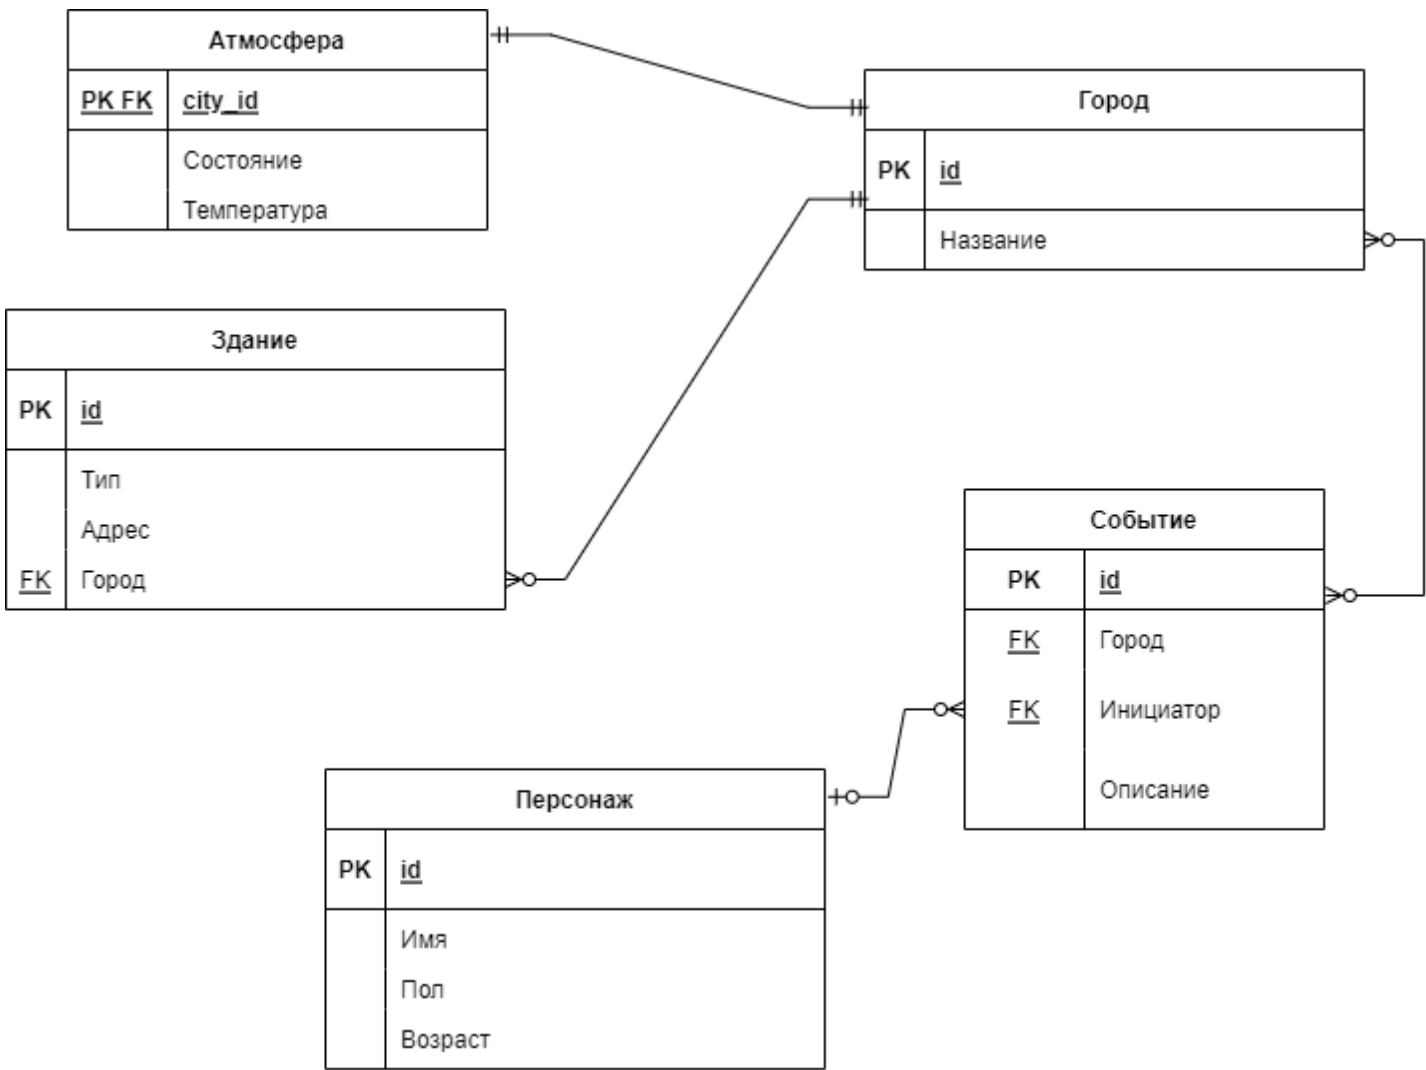 Атмосфера
PK FK city_id
Состояние
Температура
Город
PK id
Название
Здание
PK id
Тип
Адрес
FK Город
Событие
PK id
FK Город
FK Инициатор
Описание
Персонаж
PK id
Имя
Пол
Возраст